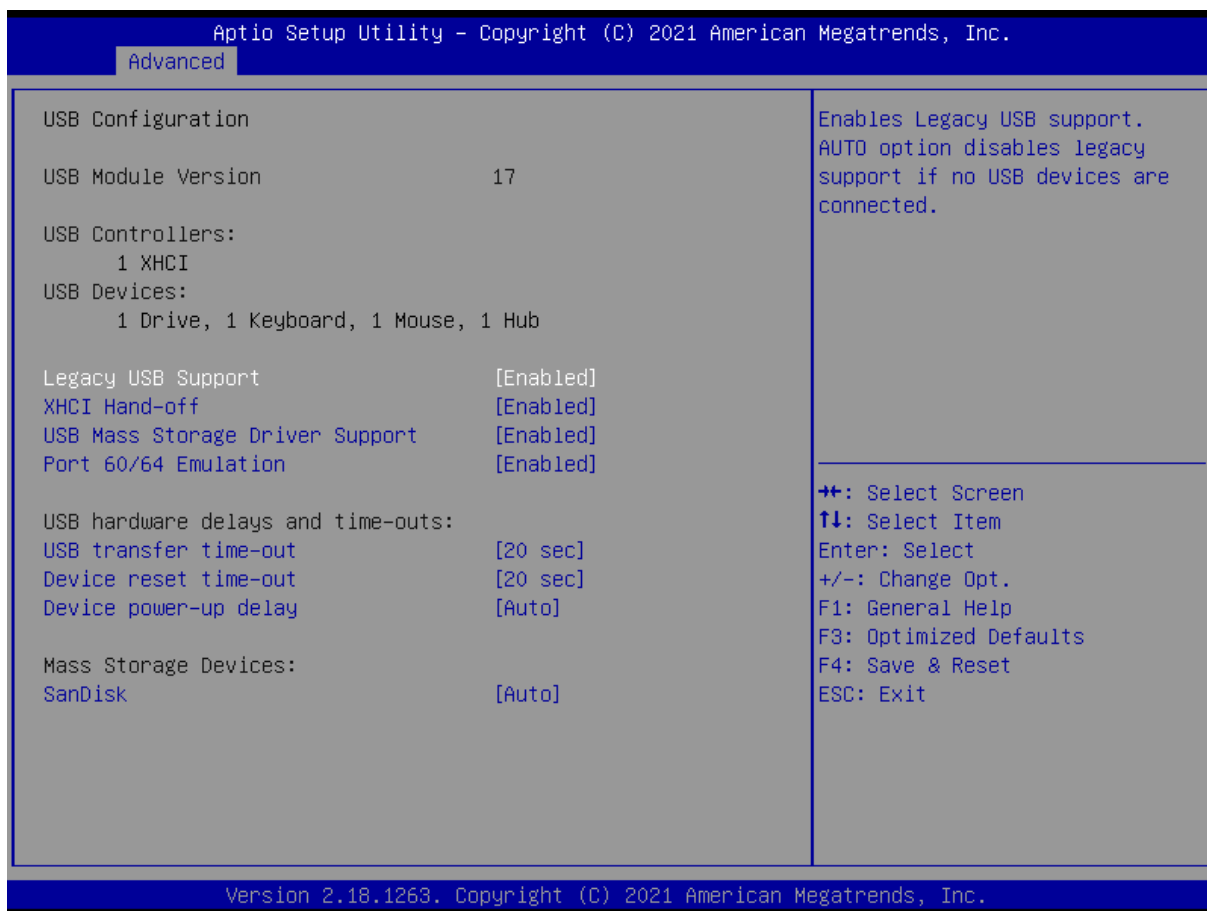 Aptio Setup Utility – Copyright (C) 2021 American Megatrends, Inc.
Advanced
USB Configuration
USB Module Version 17
USB Controllers:
1 XHCI
USB Devices:
1 Drive, 1 Keyboard, 1 Mouse, 1 Hub
Legacy USB Support [Enabled]
XHCI Hand-off [Enabled]
USB Mass Storage Driver Support [Enabled]
Port 60/64 Emulation [Enabled]
USB hardware delays and time-outs:
USB transfer time-out [20 sec]
Device reset time-out [20 sec]
Device power-up delay [Auto]
Mass Storage Devices:
SanDisk [Auto]
Enables Legacy USB support.
AUTO option disables legacy
support if no USB devices are
connected.
→←: Select Screen
↑↓: Select Item
Enter: Select
+/-: Change Opt.
F1: General Help
F3: Optimized Defaults
F4: Save & Reset
ESC: Exit
Version 2.18.1263. Copyright (C) 2021 American Megatrends, Inc.